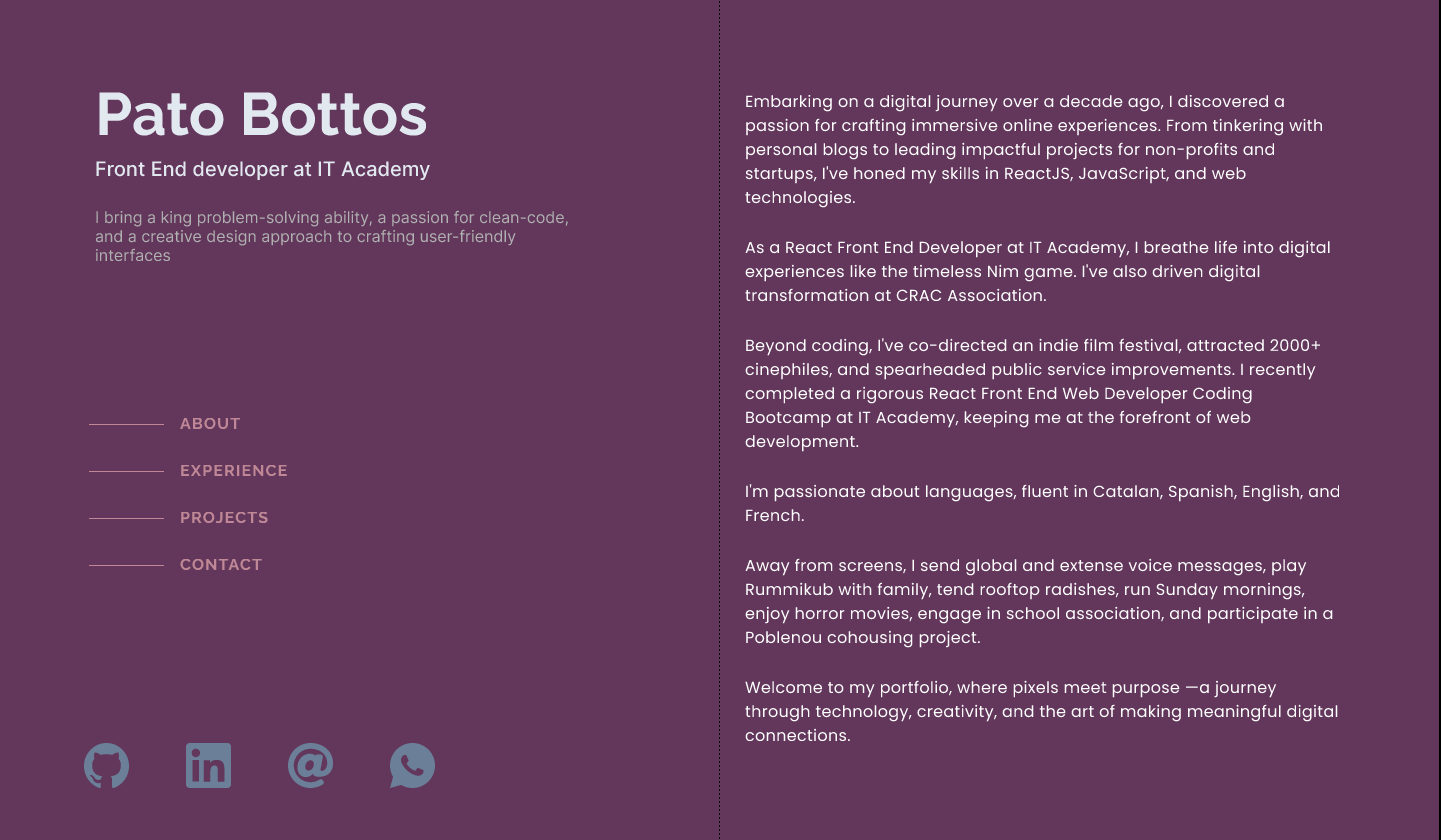 Pato Bottos
Front End developer at IT Academy
I bring a king problem-solving ability, a passion for clean-code,
and a creative design approach to crafting user-friendly
interfaces
ABOUT
EXPERIENCE
PROJECTS
CONTACT
Embarking on a digital journey over a decade ago, I discovered a
passion for crafting immersive online experiences. From tinkering with
personal blogs to leading impactful projects for non-profits and
startups, I've honed my skills in ReactJS, JavaScript, and web
technologies.
As a React Front End Developer at IT Academy, I breathe life into digital
experiences like the timeless Nim game. I've also driven digital
transformation at CRAC Association.
Beyond coding, I've co-directed an indie film festival, attracted 2000+
cinephiles, and spearheaded public service improvements. I recently
completed a rigorous React Front End Web Developer Coding
Bootcamp at IT Academy, keeping me at the forefront of web
development.
I'm passionate about languages, fluent in Catalan, Spanish, English, and
French.
Away from screens, I send global and extense voice messages, play
Rummikub with family, tend rooftop radishes, run Sunday mornings,
enjoy horror movies, engage in school association, and participate in a
Poblenou cohousing project.
Welcome to my portfolio, where pixels meet purpose —a journey
through technology, creativity, and the art of making meaningful digital
connections.